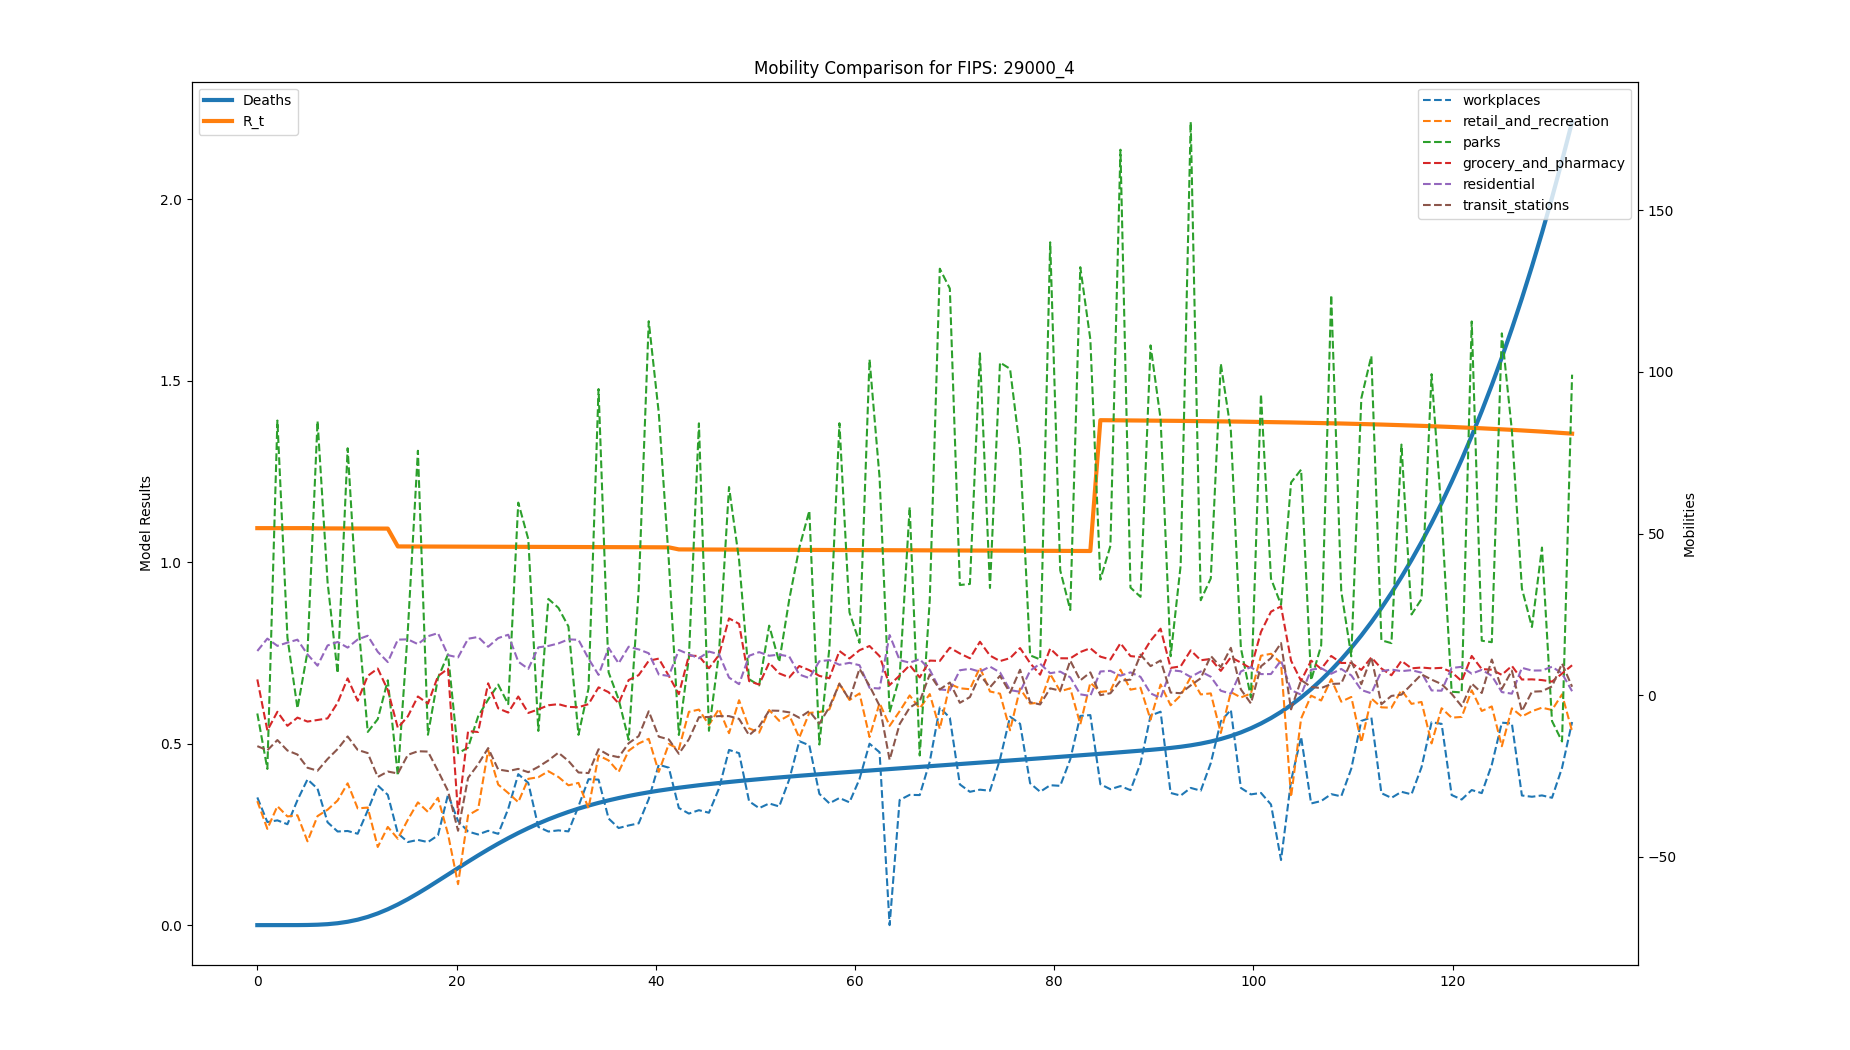 Mobility Comparison for FIPS: 29000_4
Deaths
R_t
workplaces
retail_and_recreation
parks
grocery_and_pharmacy
residential
transit_stations
Model Results
2.0
1.5
1.0
0.5
0.0
Mobilities
150
100
50
0
−50
0 20 40 60 80 100 120